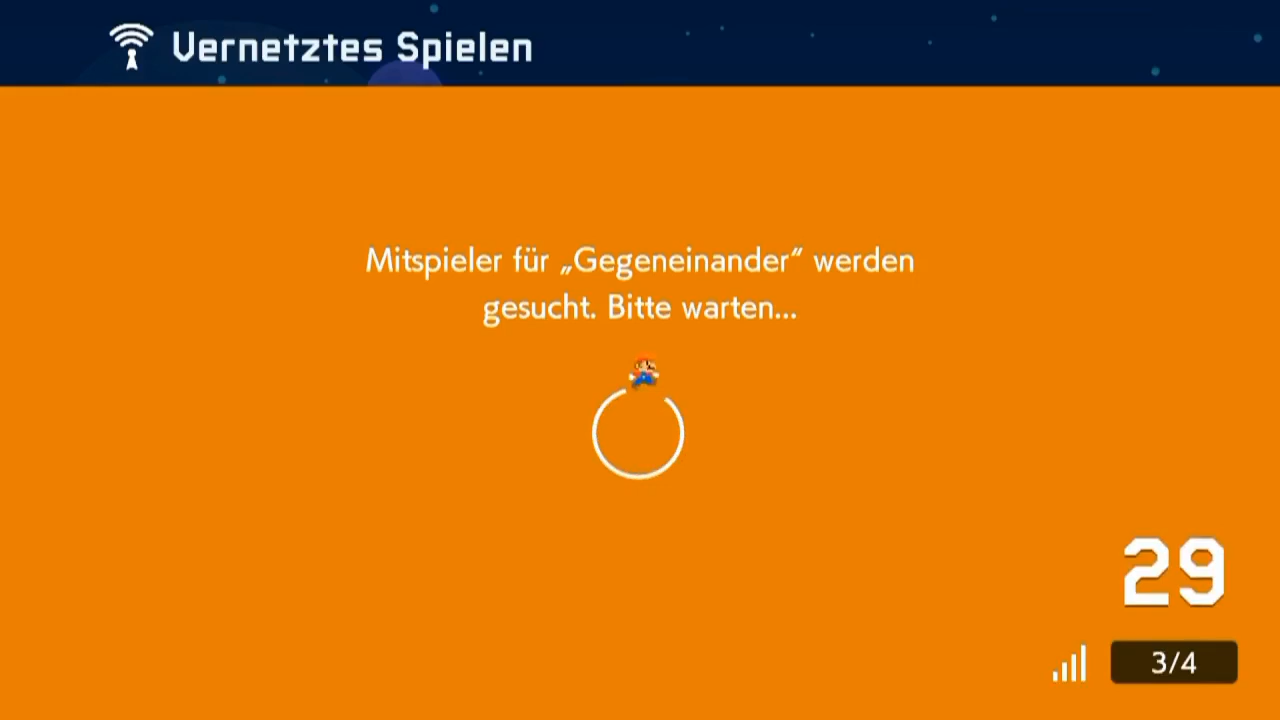 Vernetztes Spielen
Mitspieler für „Gegeneinander“ werden
gesucht. Bitte warten...
29
3/4